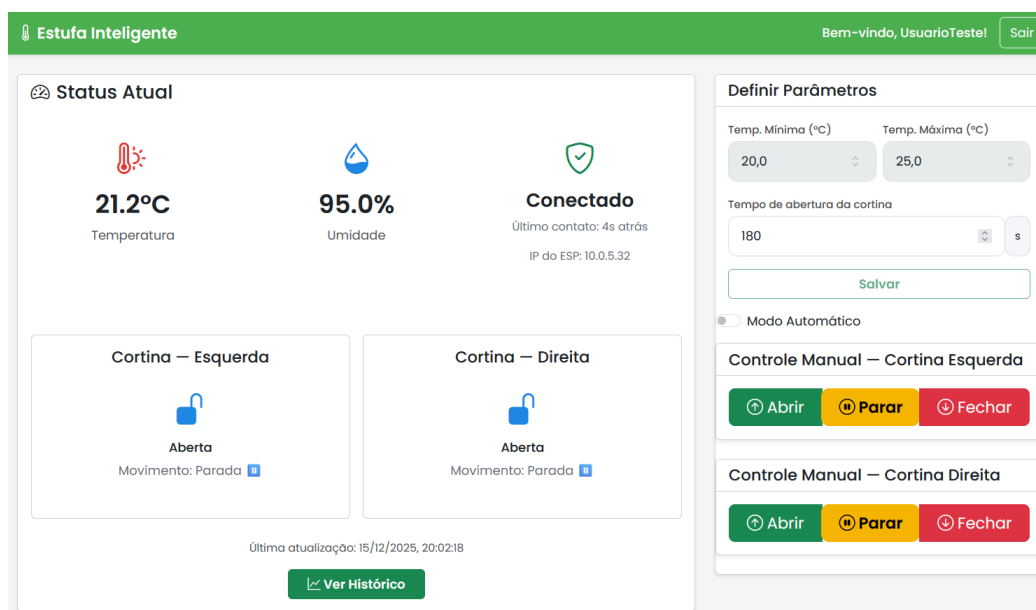 Estufa Inteligente
Bem-vindo, UsuarioTeste!
Sair
Status Atual
21.2°C
Temperatura
95.0%
Umidade
Conectado
Último contato: 4s atrás
IP do ESP: 10.0.5.32
Cortina — Esquerda
Aberta
Movimento: Parada
Cortina — Direita
Aberta
Movimento: Parada
Última atualização: 15/12/2025, 20:02:18
Ver Histórico
Definir Parâmetros
Temp. Mínima (°C) Temp. Máxima (°C)
20,0 25,0
Tempo de abertura da cortina
180 s
Salvar
Modo Automático
Controle Manual — Cortina Esquerda
Abrir Parar Fechar
Controle Manual — Cortina Direita
Abrir Parar Fechar